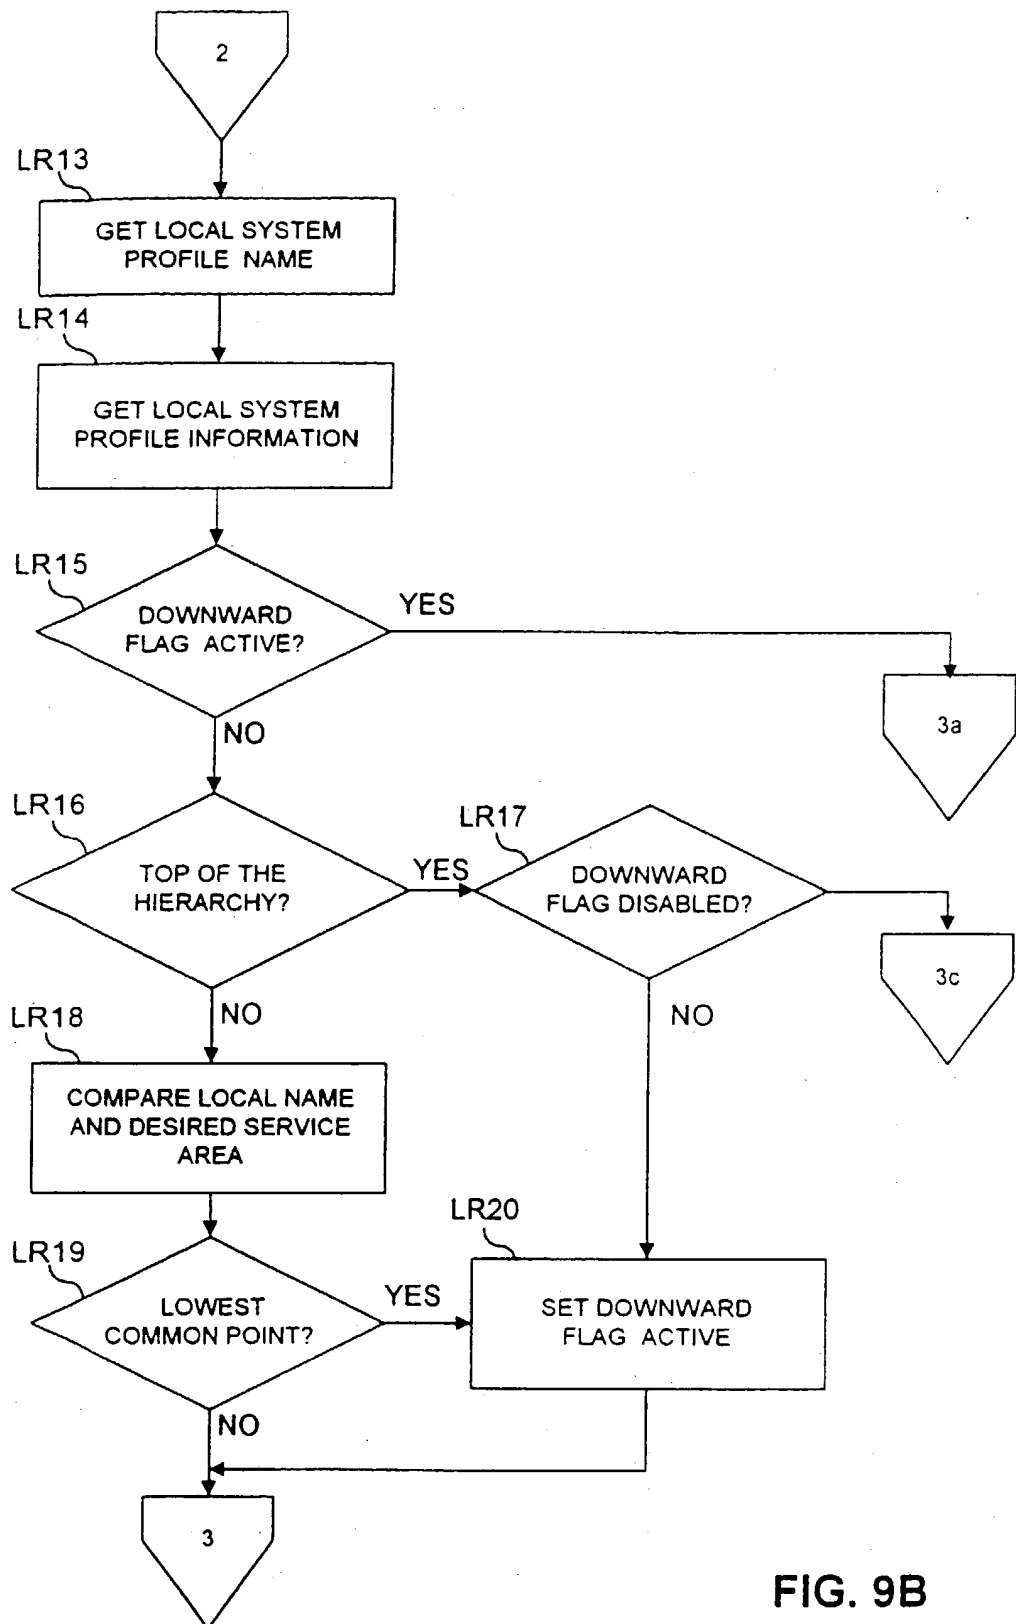 2
LR13
GET LOCAL SYSTEM
PROFILE NAME
LR14
GET LOCAL SYSTEM
PROFILE INFORMATION
LR15
DOWNWARD
FLAG ACTIVE?
YES
3a
NO
LR16
TOP OF THE
HIERARCHY?
YES
LR17
DOWNWARD
FLAG DISABLED?
3c
NO
NO
LR18
COMPARE LOCAL NAME
AND DESIRED SERVICE
AREA
LR19
LOWEST
COMMON POINT?
YES
LR20
SET DOWNWARD
FLAG ACTIVE
NO
3
FIG. 9B